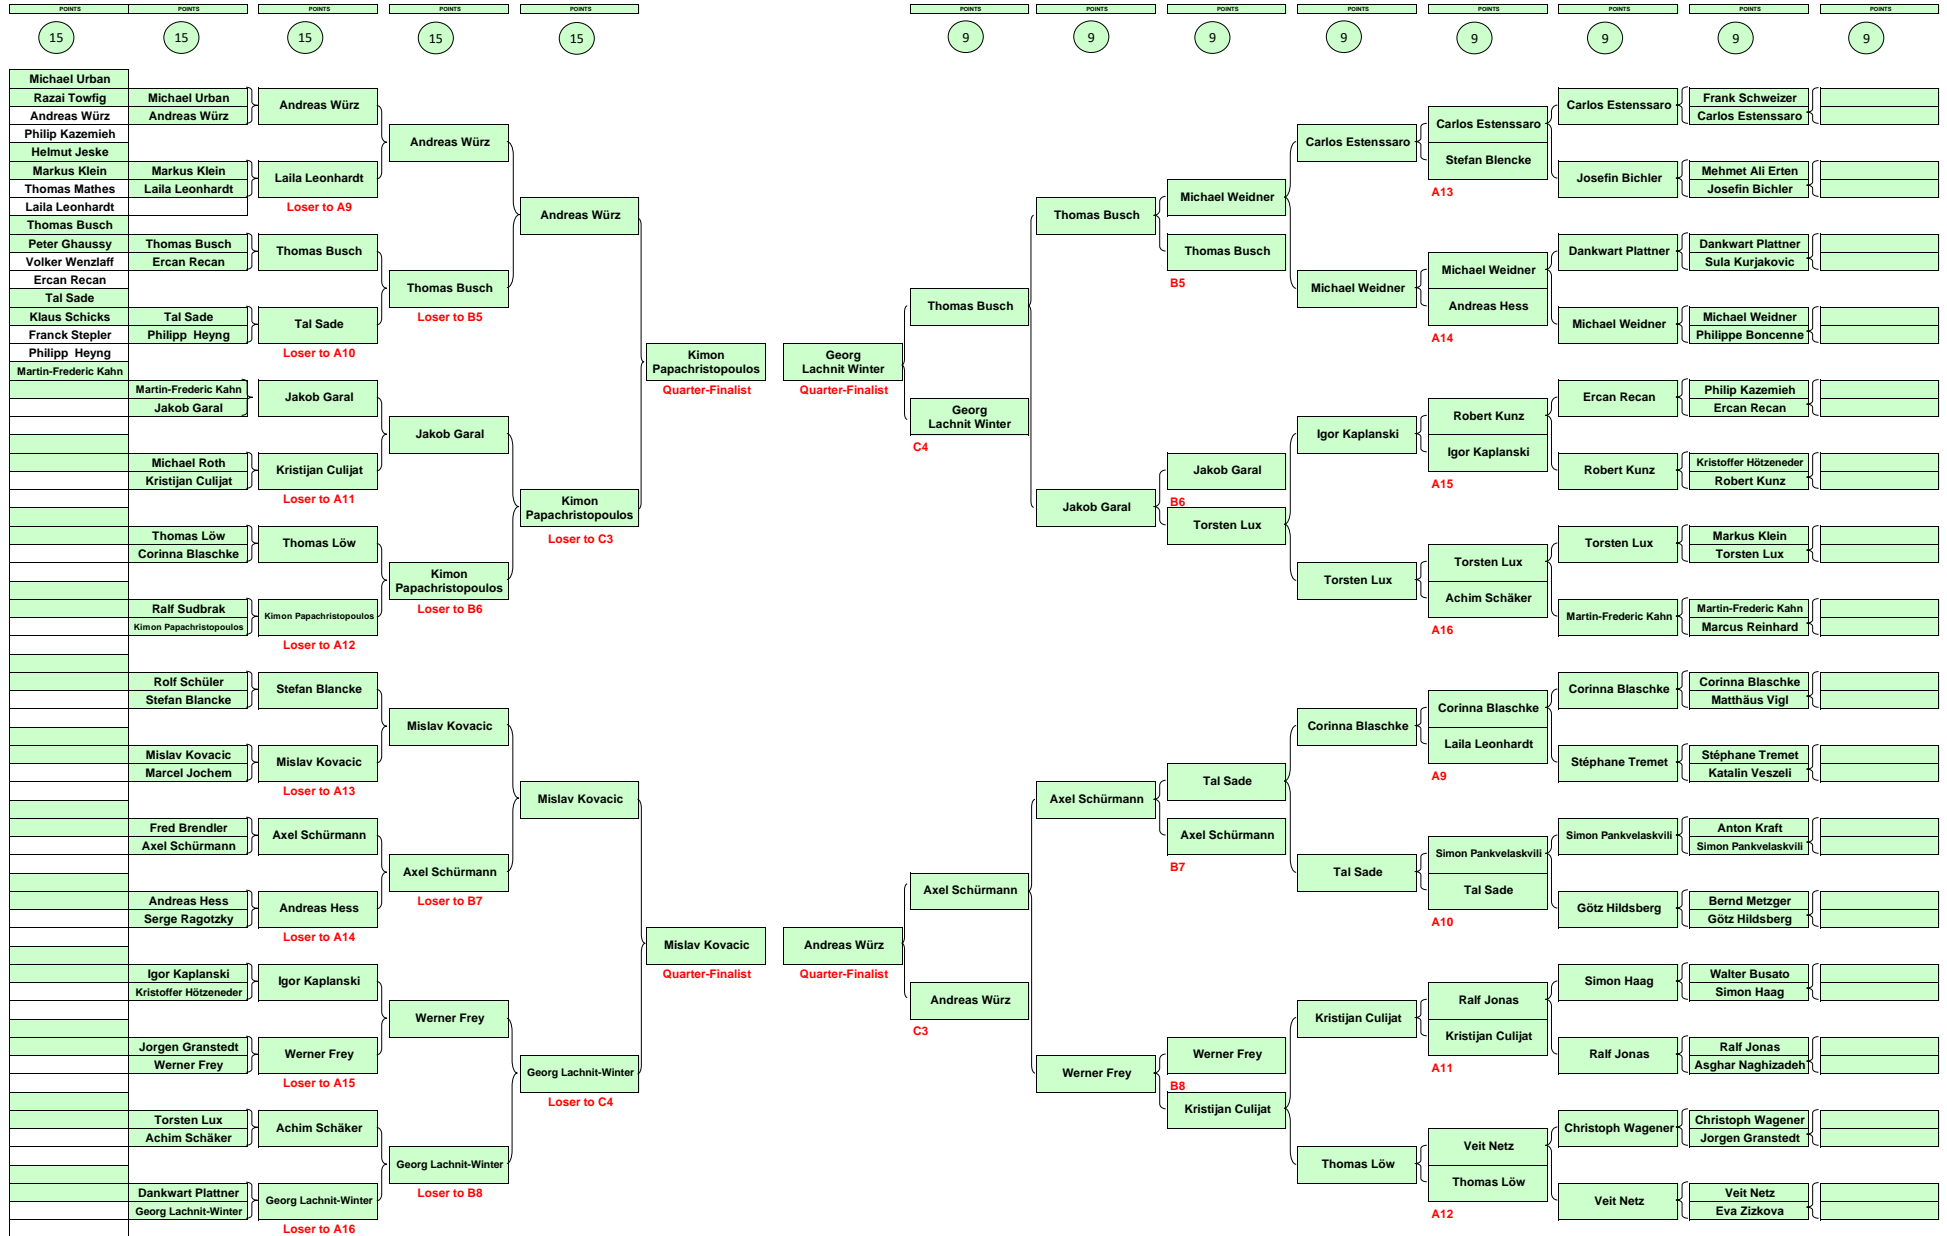 POINTS POINTS POINTS POINTS POINTS POINTS POINTS POINTS POINTS POINTS POINTS POINTS POINTS
15 15 15 15 15 9 9 9 9 9 9 9 9
Michael Urban
Razai Towfig
Andreas Würz
Philip Kazemieh
Helmut Jeske
Markus Klein
Thomas Mathes
Laila Leonhardt
Thomas Busch
Peter Ghaussy
Volker Wenzlaff
Ercan Recan
Tal Sade
Klaus Schicks
Franck Stepler
Philipp Heyng
Martin-Frederic Kahn
Michael Urban
Andreas Würz
Markus Klein
Laila Leonhardt
Thomas Busch
Ercan Recan
Tal Sade
Philipp Heyng
Martin-Frederic Kahn
Jakob Garal
Michael Roth
Kristijan Culijat
Thomas Löw
Corinna Blaschke
Ralf Sudbrak
Kimon Papachristopoulos
Rolf Schüler
Stefan Blancke
Mislav Kovacic
Marcel Jochem
Fred Brendler
Axel Schürmann
Andreas Hess
Serge Ragotzky
Igor Kaplanski
Kristoffer Hötzeneder
Jorgen Granstedt
Werner Frey
Torsten Lux
Achim Schäker
Dankwart Plattner
Georg Lachnit-Winter
Andreas Würz
Laila Leonhardt
Loser to A9
Thomas Busch
Tal Sade
Loser to A10
Jakob Garal
Kristijan Culijat
Loser to A11
Thomas Löw
Kimon Papachristopoulos
Loser to A12
Stefan Blancke
Mislav Kovacic
Loser to A13
Axel Schürmann
Andreas Hess
Loser to A14
Igor Kaplanski
Werner Frey
Loser to A15
Achim Schäker
Georg Lachnit-Winter
Loser to A16
Andreas Würz
Thomas Busch
Loser to B5
Jakob Garal
Kimon
Papachristopoulos
Loser to B6
Mislav Kovacic
Axel Schürmann
Loser to B7
Werner Frey
Georg Lachnit-Winter
Loser to B8
Andreas Würz
Kimon
Papachristopoulos
Loser to C3
Mislav Kovacic
Georg Lachnit-Winter
Loser to C4
Kimon
Papachristopoulos
Quarter-Finalist
Mislav Kovacic
Quarter-Finalist
Georg
Lachnit Winter
Quarter-Finalist
Andreas Würz
Quarter-Finalist
Thomas Busch
Georg
Lachnit Winter
C4
Axel Schürmann
Andreas Würz
C3
Thomas Busch
Jakob Garal
Axel Schürmann
Werner Frey
Michael Weidner
Thomas Busch
B5
Jakob Garal
B6
Torsten Lux
Tal Sade
Axel Schürmann
B7
Werner Frey
B8
Kristijan Culijat
Carlos Estenssaro
Michael Weidner
Igor Kaplanski
Torsten Lux
Corinna Blaschke
Tal Sade
Kristijan Culijat
Thomas Löw
Carlos Estenssaro
Stefan Blencke
A13
Michael Weidner
Andreas Hess
A14
Robert Kunz
Igor Kaplanski
A15
Torsten Lux
Achim Schäker
A16
Corinna Blaschke
Laila Leonhardt
A9
Simon Pankvelaskvili
Tal Sade
A10
Ralf Jonas
Kristijan Culijat
A11
Veit Netz
Thomas Löw
A12
Carlos Estenssaro
Josefin Bichler
Dankwart Plattner
Michael Weidner
Ercan Recan
Robert Kunz
Torsten Lux
Martin-Frederic Kahn
Corinna Blaschke
Stéphane Tremet
Simon Pankvelaskvili
Götz Hildsberg
Simon Haag
Ralf Jonas
Christoph Wagener
Veit Netz
Frank Schweizer
Carlos Estenssaro
Mehmet Ali Erten
Josefin Bichler
Dankwart Plattner
Sula Kurjakovic
Michael Weidner
Philippe Boncenne
Philip Kazemieh
Ercan Recan
Kristoffer Hötzeneder
Robert Kunz
Markus Klein
Torsten Lux
Martin-Frederic Kahn
Marcus Reinhard
Corinna Blaschke
Matthäus Vigl
Stéphane Tremet
Katalin Veszeli
Anton Kraft
Simon Pankvelaskvili
Bernd Metzger
Götz Hildsberg
Walter Busato
Simon Haag
Ralf Jonas
Asghar Naghizadeh
Christoph Wagener
Jorgen Granstedt
Veit Netz
Eva Zizkova